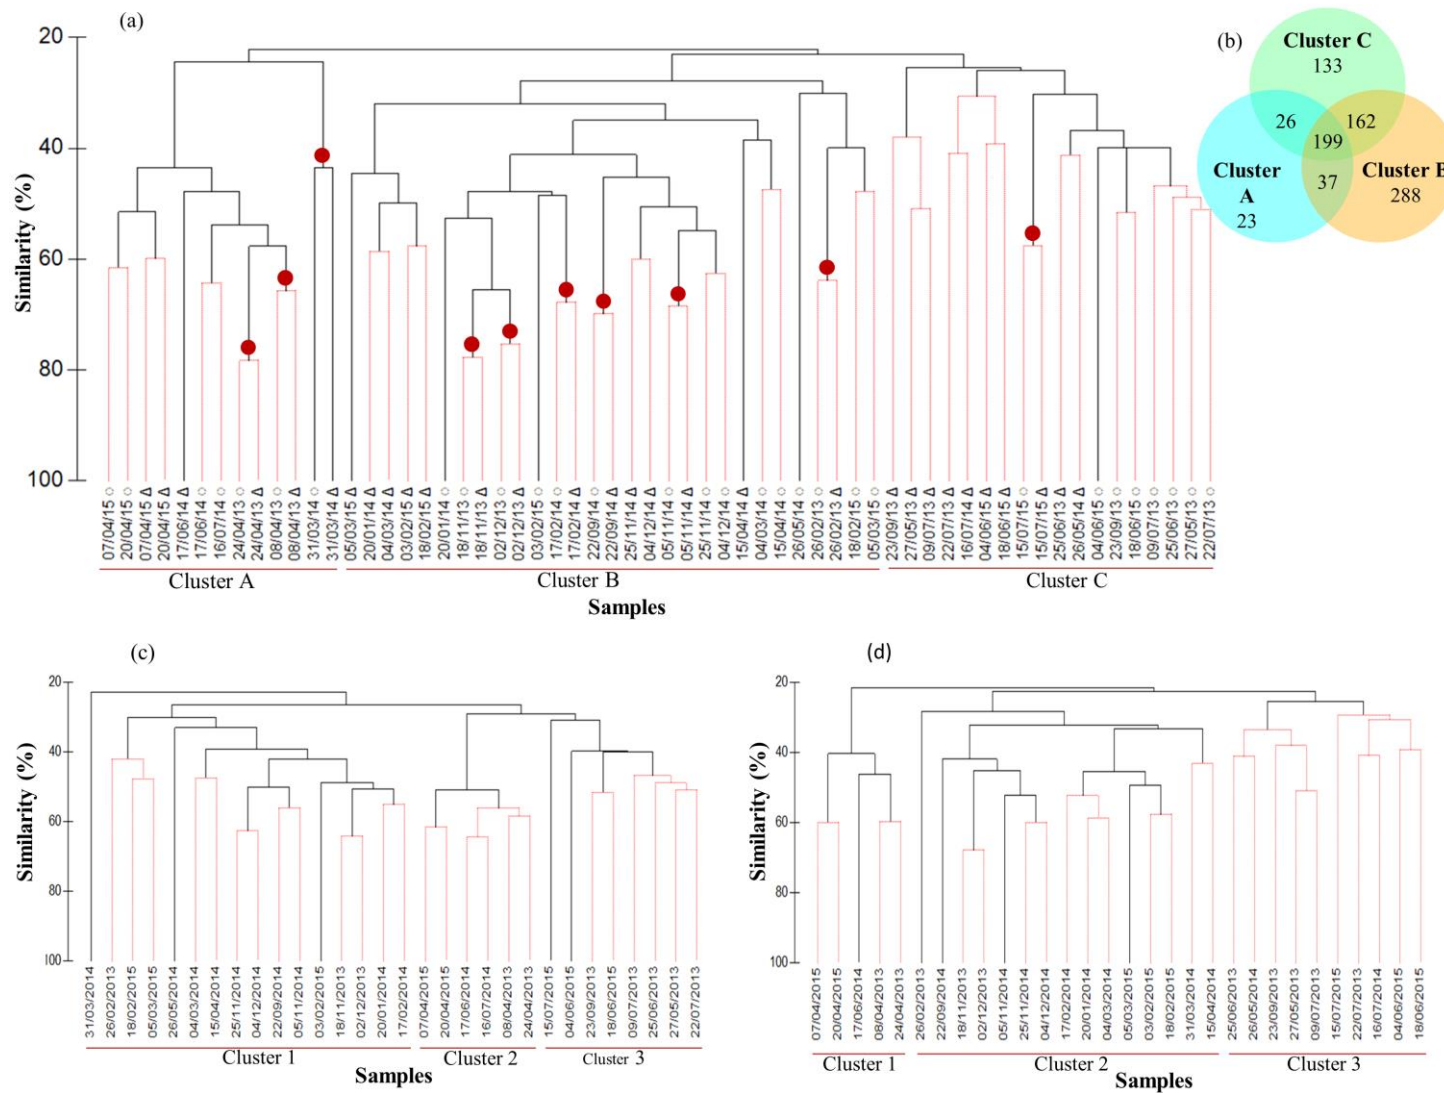 (a)
20
40
60
80
100
Similarity (%)
07/04/15 ○
20/04/15 ○
07/04/15 Δ
20/04/15 Δ
17/06/14 Δ
17/06/14 ○
16/07/14 ○
24/04/13 ○
24/04/13 Δ
08/04/13 ○
08/04/13 Δ
31/03/14 ○
31/03/14 Δ
05/03/15 Δ
20/01/14 Δ
04/03/14 Δ
03/02/15 Δ
18/02/15 Δ
20/01/14 ○
18/11/13 ○
18/11/13 Δ
02/12/13 ○
02/12/13 Δ
03/02/15 ○
17/02/14 ○
17/02/14 Δ
22/09/14 ○
22/09/14 Δ
25/11/14 Δ
04/12/14 Δ
05/11/14 ○
05/11/14 Δ
25/11/14 ○
04/12/14 ○
15/04/14 Δ
04/03/14 ○
15/04/14 ○
26/05/14 ○
26/02/13 ○
26/02/13 Δ
18/02/15 ○
05/03/15 ○
23/09/13 Δ
27/05/13 Δ
09/07/13 Δ
22/07/13 Δ
16/07/14 Δ
04/06/15 Δ
18/06/15 Δ
15/07/15 ○
15/07/15 Δ
25/06/13 Δ
26/05/14 Δ
04/06/15 ○
23/09/13 ○
18/06/15 ○
09/07/13 ○
25/06/13 ○
27/05/13 ○
22/07/13 ○
Cluster A
Cluster B
Cluster C
Samples
(b)
Cluster C
133
26
162
199
Cluster
A
23
37
Cluster B
288
(c)
20
40
60
80
100
Similarity (%)
31/03/2014
26/02/2013
18/02/2015
05/03/2015
26/05/2014
04/03/2014
15/04/2014
25/11/2014
04/12/2014
22/09/2014
05/11/2014
03/02/2015
18/11/2013
02/12/2013
20/01/2014
17/02/2014
07/04/2015
20/04/2015
17/06/2014
16/07/2014
08/04/2013
24/04/2013
15/07/2015
04/06/2015
23/09/2013
18/06/2015
09/07/2013
25/06/2013
27/05/2013
22/07/2013
Cluster 1
Cluster 2
Cluster 3
Samples
(d)
20
40
60
80
100
Similarity (%)
07/04/2015
20/04/2015
17/06/2014
08/04/2013
24/04/2013
26/02/2013
22/09/2014
18/11/2013
02/12/2013
05/11/2014
25/11/2014
04/12/2014
17/02/2014
20/01/2014
04/03/2014
05/03/2015
03/02/2015
18/02/2015
31/03/2014
15/04/2014
25/06/2013
26/05/2014
23/09/2013
27/05/2013
09/07/2013
15/07/2015
22/07/2013
16/07/2014
04/06/2015
18/06/2015
Cluster 1
Cluster 2
Cluster 3
Samples